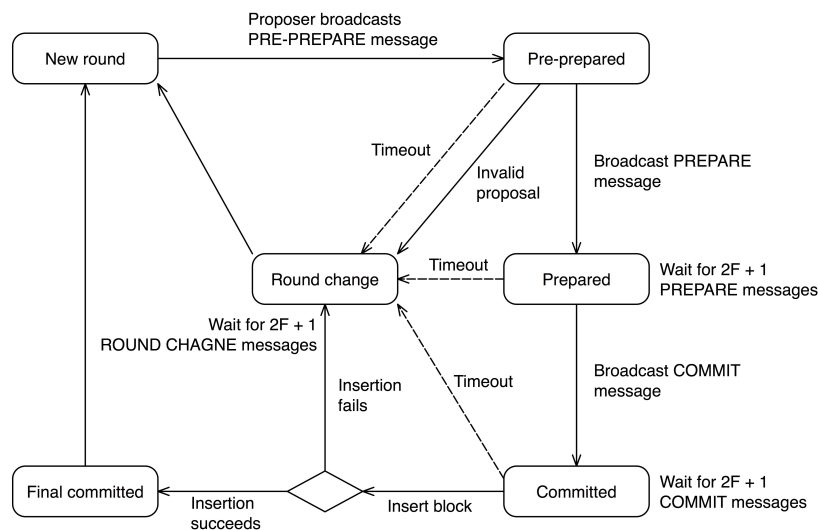 Proposer broadcasts
PRE-PREPARE message
New round
Pre-prepared
Timeout
Invalid
proposal
Broadcast PREPARE
message
Round change
Timeout
Prepared
Wait for 2F + 1
PREPARE messages
Wait for 2F + 1
ROUND CHAGNE messages
Insertion
fails
Timeout
Broadcast COMMIT
message
Final committed
Insertion
succeeds
Insert block
Committed
Wait for 2F + 1
COMMIT messages